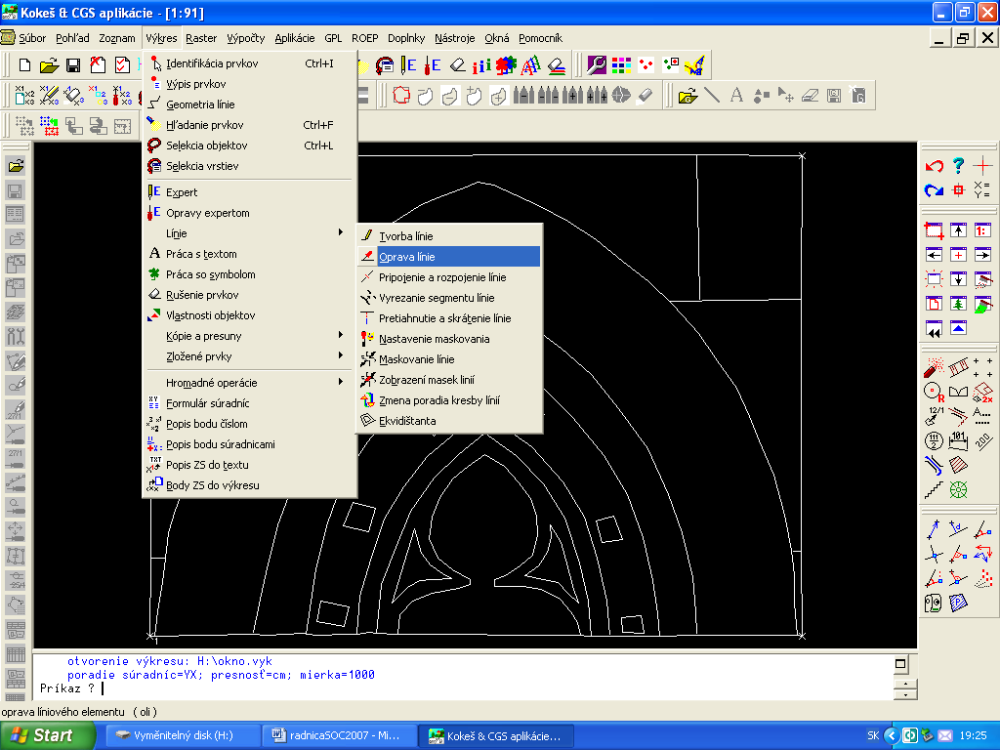 Kokeš & CGS aplikácie - [1:91]
Súbor Pohľad Zoznam Výkres Raster Výpočty Aplikácie GPL ROEP Doplnky Nástroje Okná Pomocník
Identifikácia prvkov Ctrl+I
Výpis prvkov
Geometria línie
Hľadanie prvkov Ctrl+F
Selekcia objektov Ctrl+L
Selekcia vrstiev
Expert
Opravy expertom
Línie
Práca s textom
Práca so symbolom
Rušenie prvkov
Vlastnosti objektov
Kópie a presuny
Zložené prvky
Hromadné operácie
Formulár súradníc
Popis bodu číslom
Popis bodu súradnicami
Popis ZS do textu
Body ZS do výkresu
Tvorba línie
Oprava línie
Pripojenie a rozpojenie línie
Vyrezanie segmentu línie
Pretiahnutie a skrátenie línie
Nastavenie maskovania
Maskovanie línie
Zobrazení masek linií
Zmena poradia kresby línií
Ekvidištanta
otvorenie výkresu: H:\okno.vyk
poradie súradníc=YX; presnosť=cm; mierka=1000
Príkaz ?
oprava líniového elementu ( oli )
Start
Vyměnitelný disk (H:)
radnicaSOC2007 - Mi...
Kokeš & CGS aplikácie...
SK
19:25